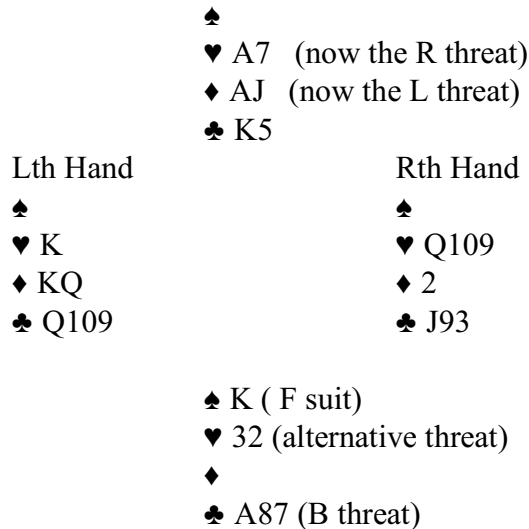 ♠
♥ A7 (now the R threat)
♦ AJ (now the L threat)
♣ K5
Lth Hand Rth Hand
♠ ♠
♥ K ♥ Q109
♦ KQ ♦ 2
♣ Q109 ♣ J93
♠ K ( F suit)
♥ 32 (alternative threat)
♦
♣ A87 (B threat)